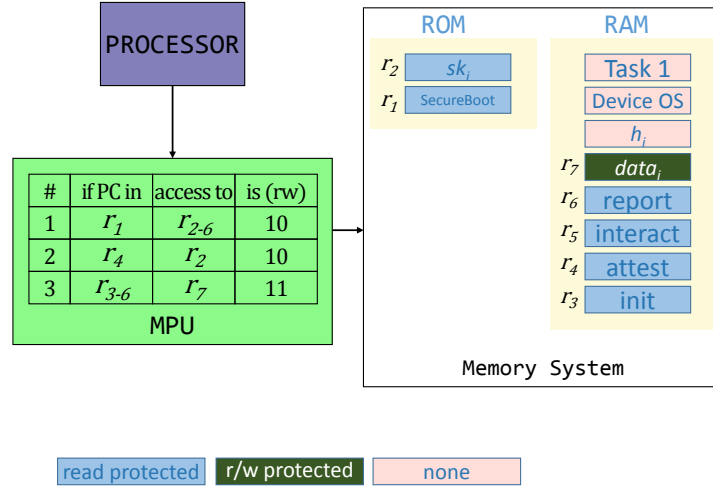 PROCESSOR
# if PC in access to is (rw)
1 r1 r2-6 10
2 r4 r2 10
3 r3-6 r7 11
MPU
ROM
r2 ski
r1 SecureBoot
RAM
Task 1
Device OS
hi
r7 datai
r6 report
r5 interact
r4 attest
r3 init
Memory System
read protected
r/w protected
none